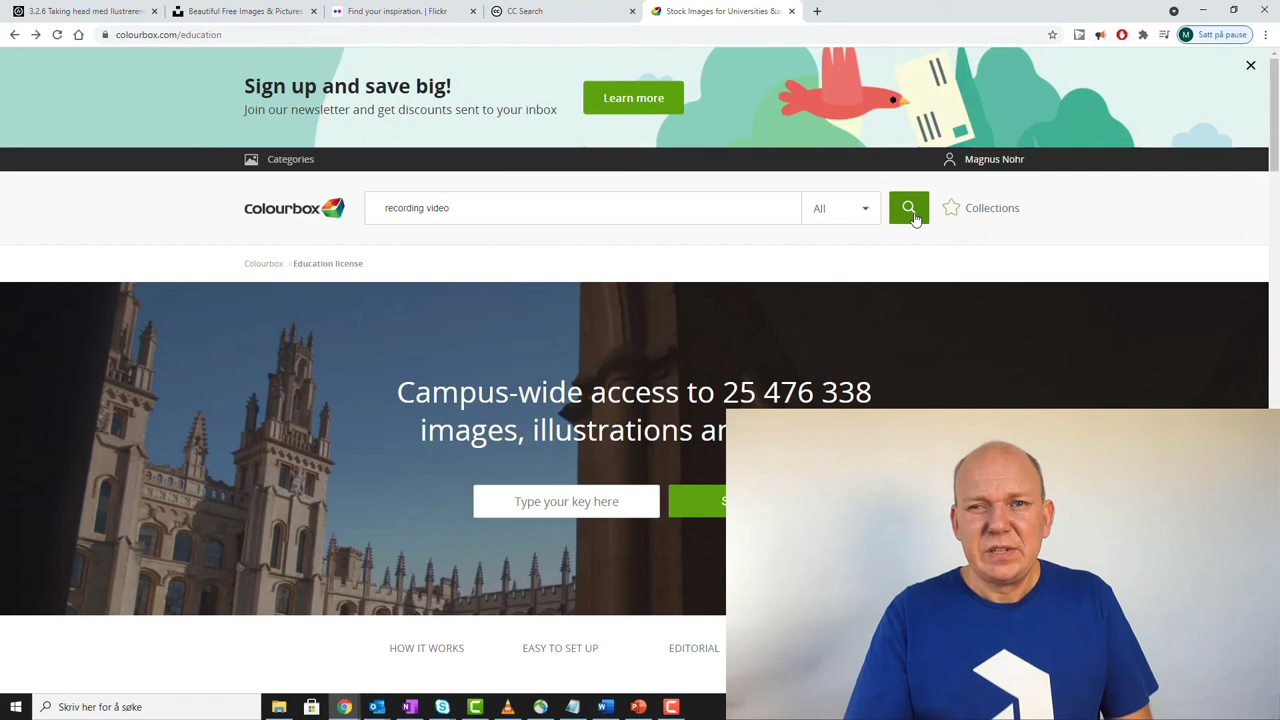 3.2.6 Taking head med illustreren
Beautiful Free Images & Pictures
Find your inspiration. | Flickr
CC Search
Stock Images for Universities &a
colourbox.com/education
M
Satt på pause
Sign up and save big!
Join our newsletter and get discounts sent to your inbox
Learn more
Categories
Magnus Nohr
Colourbox
recording video
All
Collections
Colourbox › Education license
Campus-wide access to 25 476 338
images, illustrations
Type your key here
HOW IT WORKS
EASY TO SET UP
EDITORIAL
Skriv her for å søke